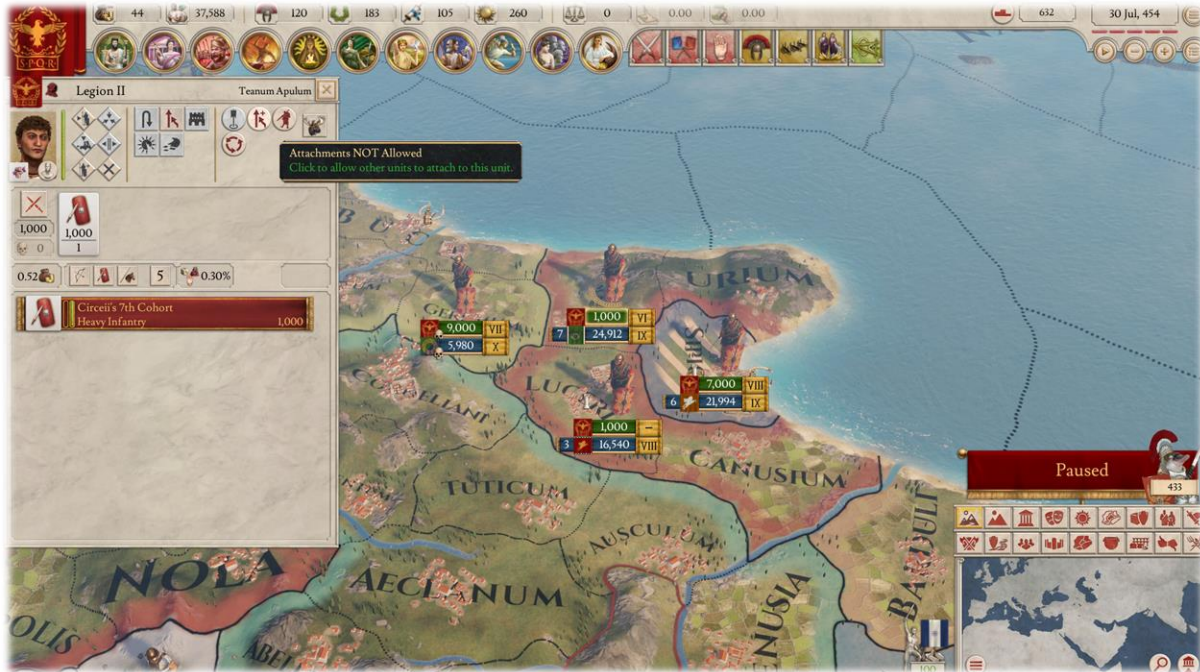 44 37,588 120 183 105 260 0 0.00 0.00 632 30 Jul, 454
S·P·Q·R
Legion II Teanum Apulum
Attachments NOT Allowed
Click to allow other units to attach to this unit.
1,000
0
1,000
1
0.52 5 0.30%
Circeii's 7th Cohort
Heavy Infantry 1,000
URIUM
9,000 VII
5,980 X
1,000 VI
7 24,912 IX
7,000 VIII
6 21,994 IX
1,000 –
3 16,540 VIII
CANUSIUM
TUTICUM
AUSCULUM
NOLA
AECLANUM
Paused
433
100